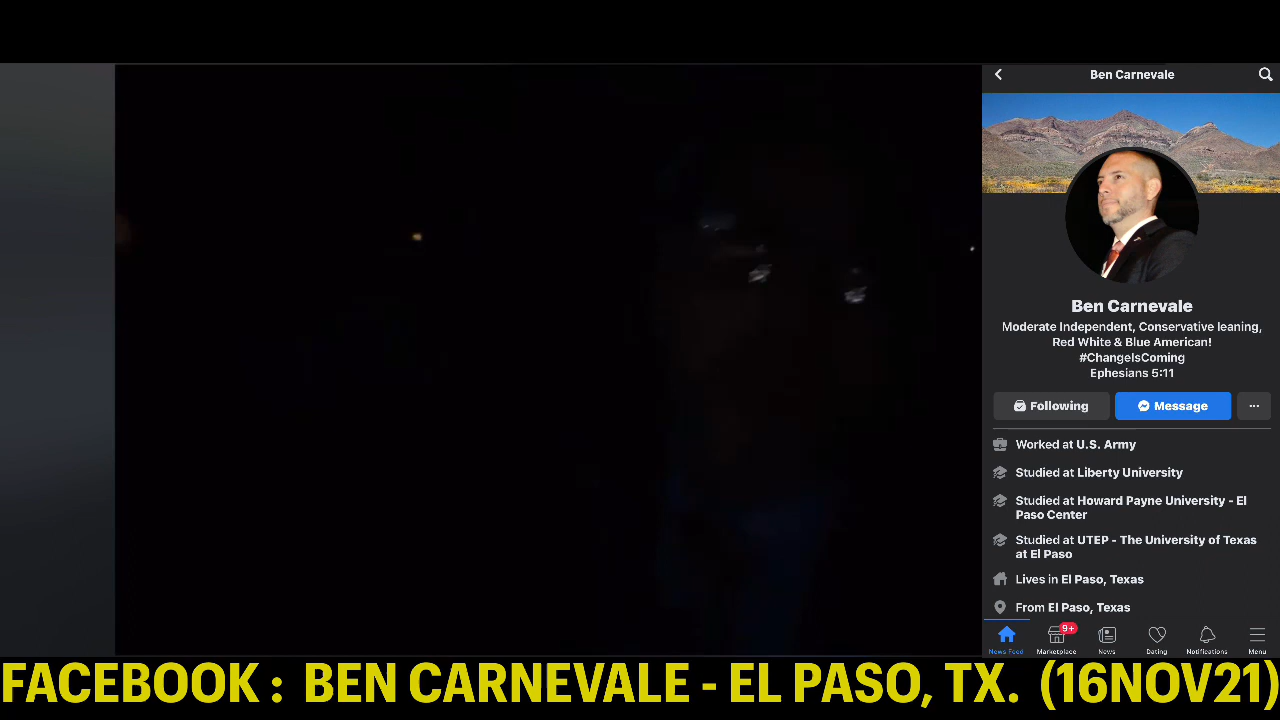 Ben Carnevale
Ben Carnevale
Moderate Independent, Conservative leaning,
Red White & Blue American!
#ChangeIsComing
Ephesians 5:11
Following
Message
Worked at U.S. Army
Studied at Liberty University
Studied at Howard Payne University - El
Paso Center
Studied at UTEP - The University of Texas
at El Paso
Lives in El Paso, Texas
From El Paso, Texas
9+
News Feed Marketplace News Dating Notifications Menu
FACEBOOK : BEN CARNEVALE - EL PASO, TX. (16NOV21)